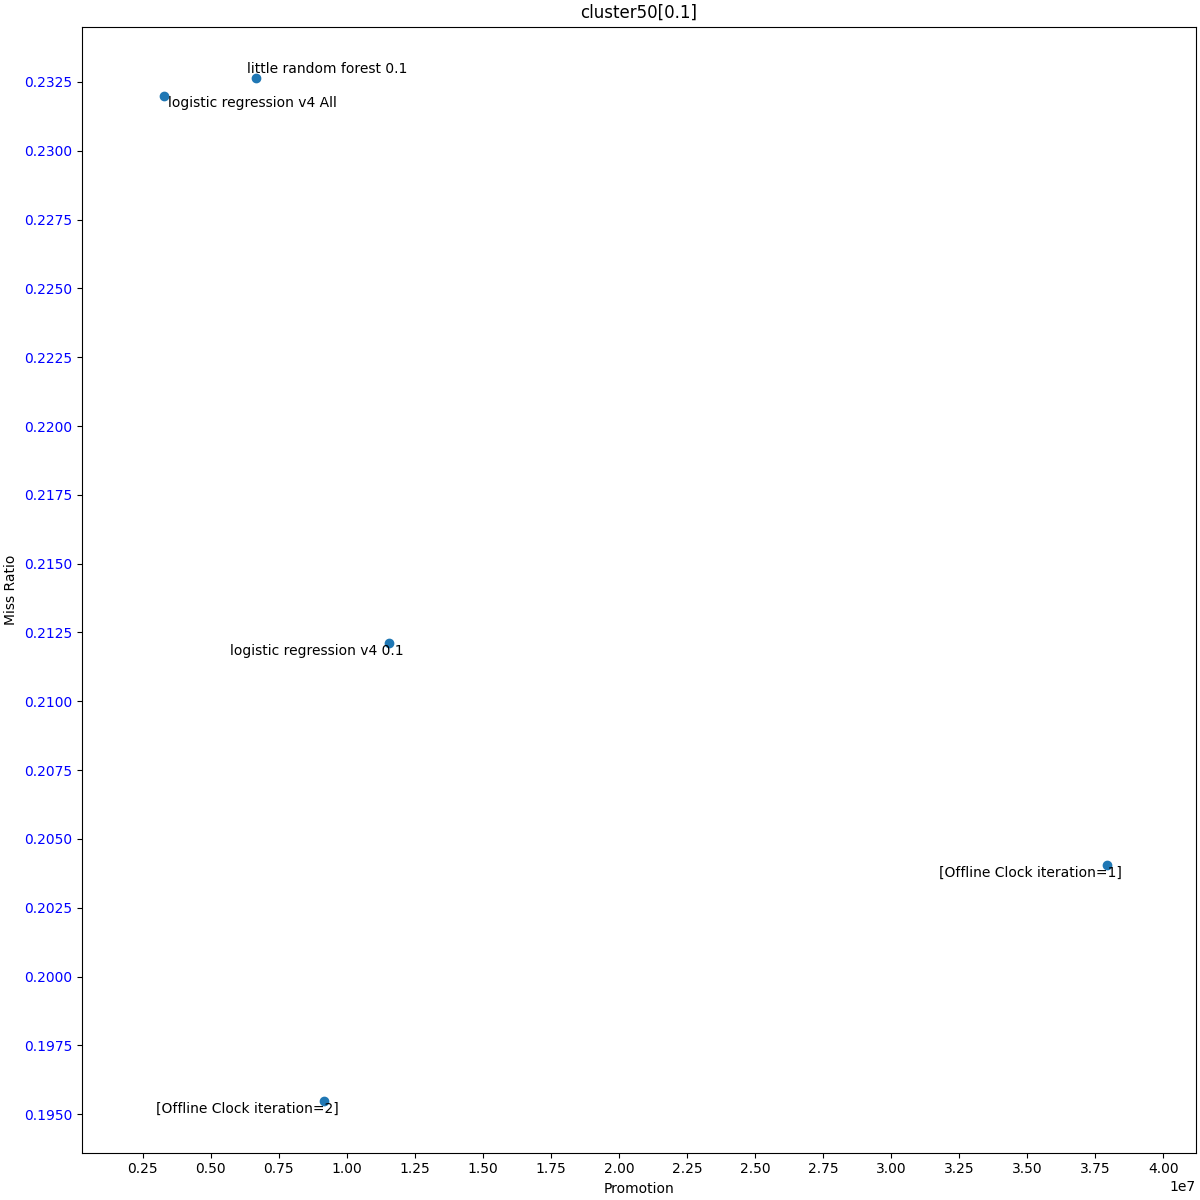 cluster50[0.1]
little random forest 0.1
logistic regression v4 All
logistic regression v4 0.1
[Offline Clock iteration=1]
[Offline Clock iteration=2]
Miss Ratio
0.2325
0.2300
0.2275
0.2250
0.2225
0.2200
0.2175
0.2150
0.2125
0.2100
0.2075
0.2050
0.2025
0.2000
0.1975
0.1950
0.25 0.50 0.75 1.00 1.25 1.50 1.75 2.00 2.25 2.50 2.75 3.00 3.25 3.50 3.75 4.00
1e7
Promotion